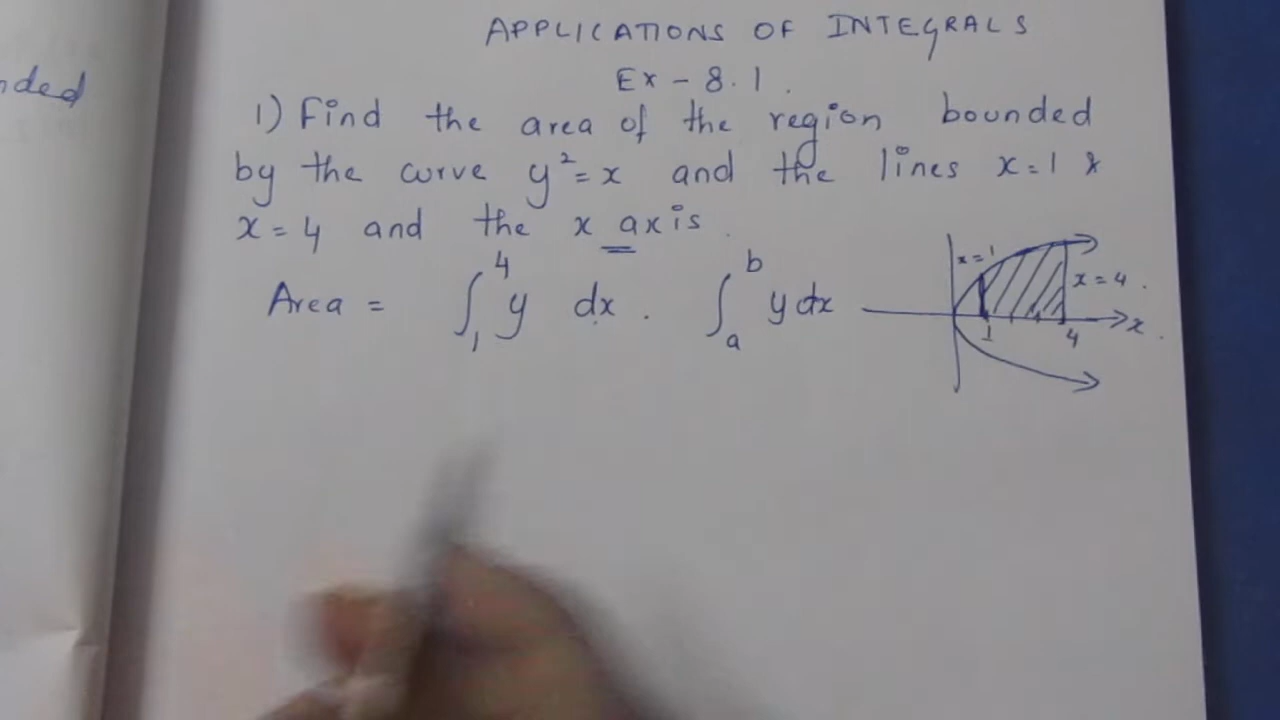 APPLICATIONS OF INTEGRALS
Ex - 8.1.
1) Find the area of the region bounded
by the curve y² = x and the lines x = 1 &
x = 4 and the x axis.
Area = ∫₁⁴ y dx. ∫ₐᵇ y dx
x = 1
x = 4.
1
4
x.